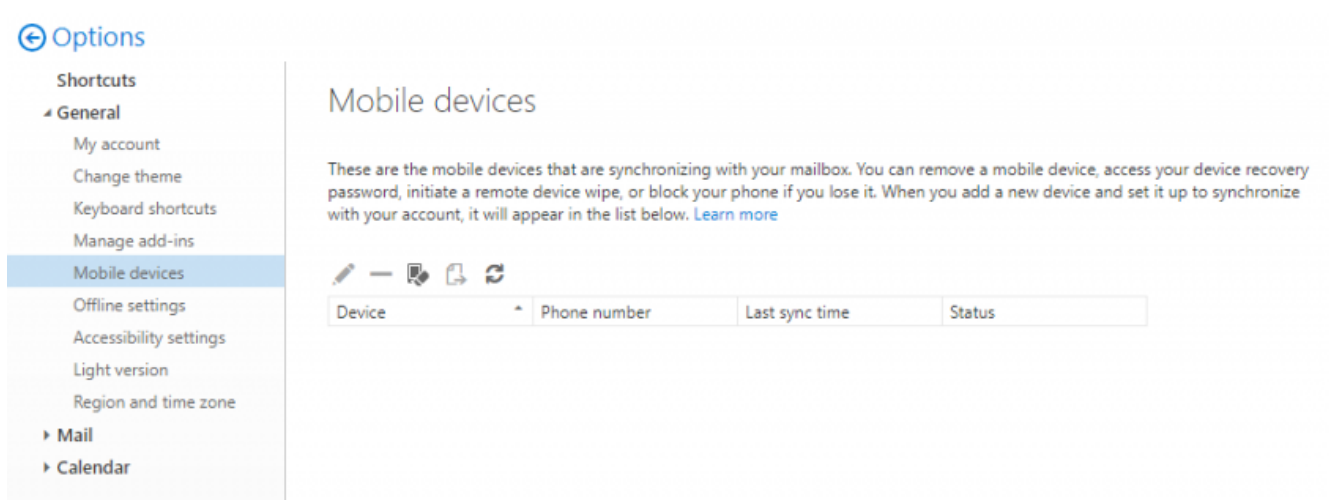 Options
Shortcuts
General
My account
Change theme
Keyboard shortcuts
Manage add-ins
Mobile devices
Offline settings
Accessibility settings
Light version
Region and time zone
Mail
Calendar
Mobile devices
These are the mobile devices that are synchronizing with your mailbox. You can remove a mobile device, access your device recovery
password, initiate a remote device wipe, or block your phone if you lose it. When you add a new device and set it up to synchronize
with your account, it will appear in the list below. Learn more
Device Phone number Last sync time Status